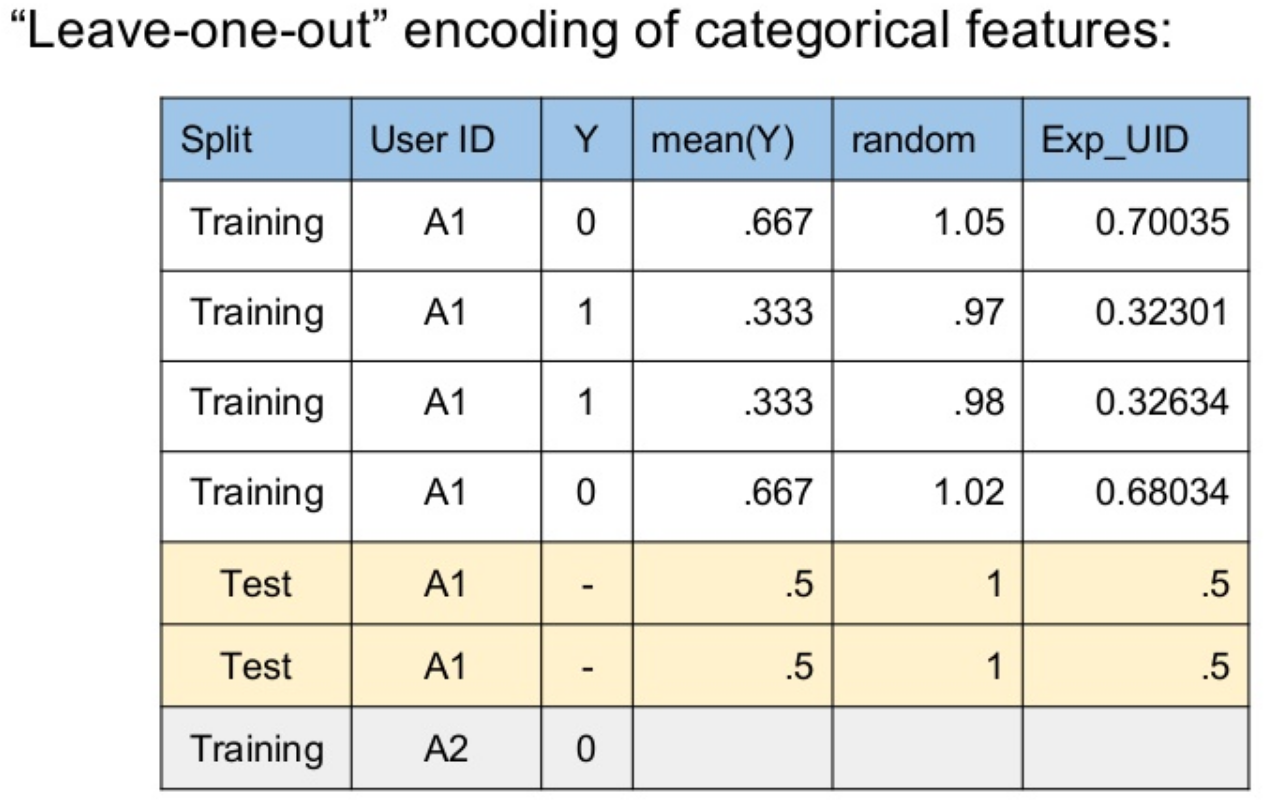 “Leave-one-out” encoding of categorical features:
Split User ID Y mean(Y) random Exp_UID
Training A1 0 .667 1.05 0.70035
Training A1 1 .333 .97 0.32301
Training A1 1 .333 .98 0.32634
Training A1 0 .667 1.02 0.68034
Test A1 - .5 1 .5
Test A1 - .5 1 .5
Training A2 0